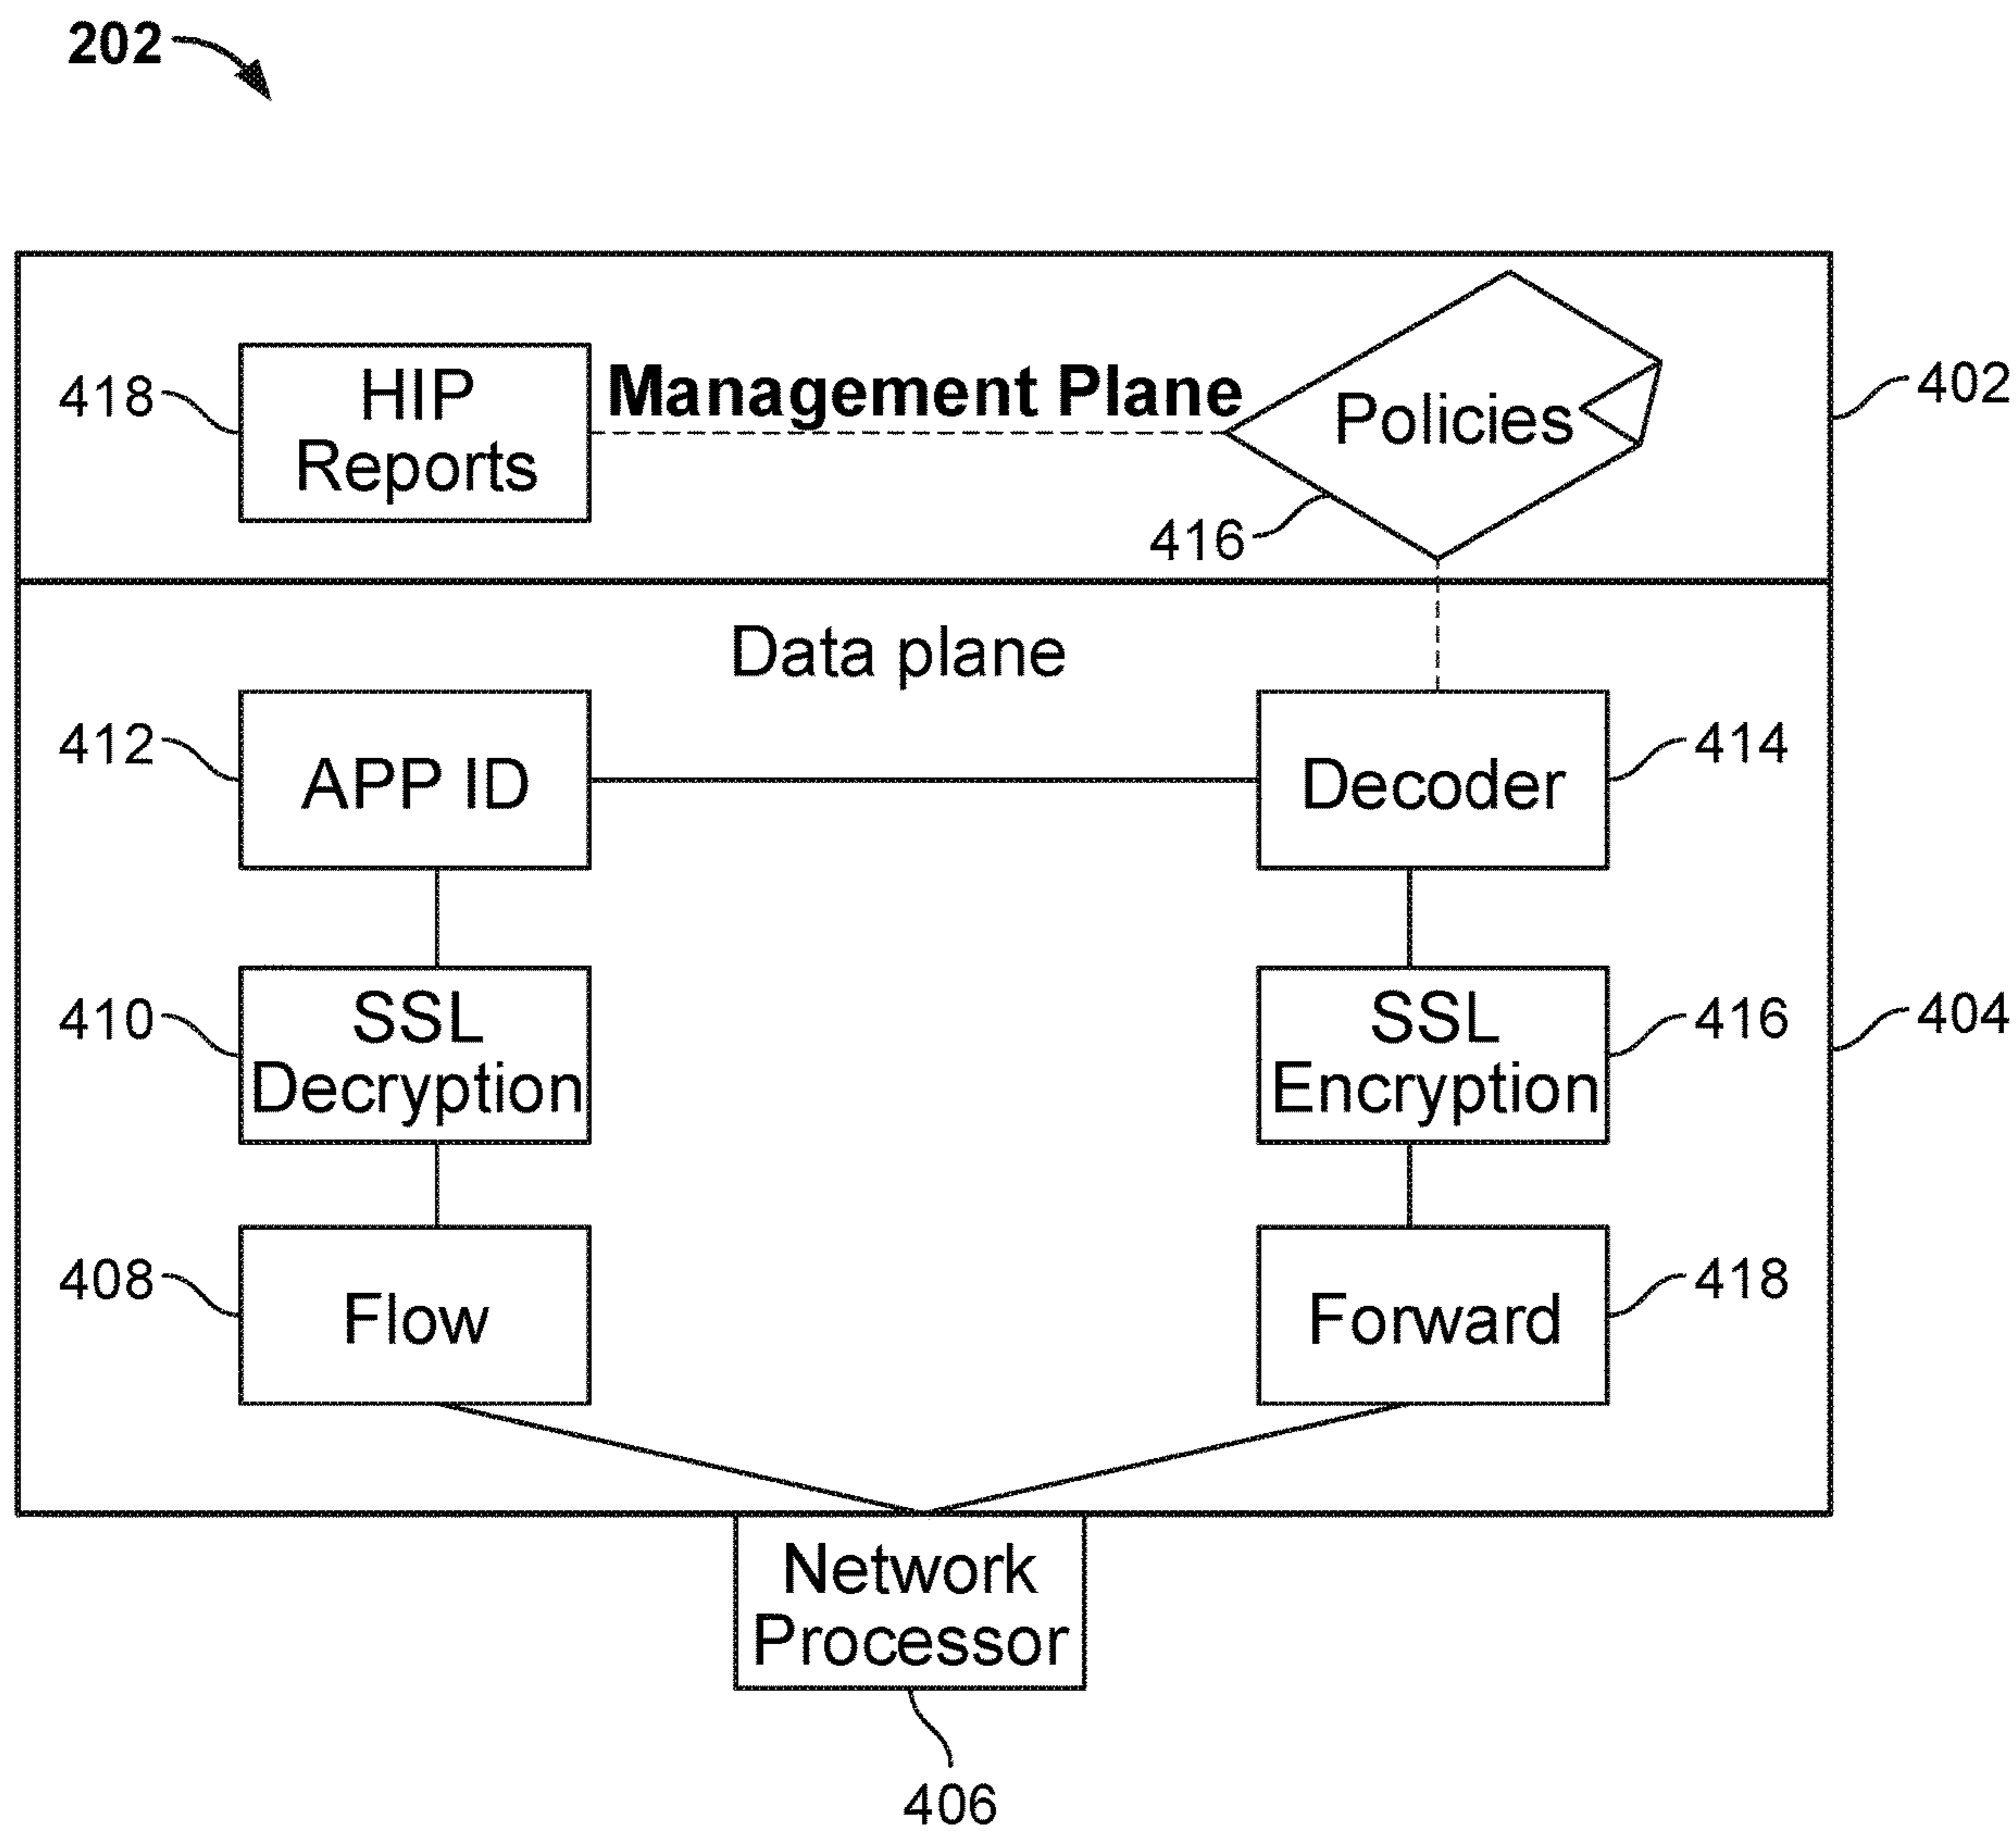 202
418
HIP
Reports
Management Plane
Policies
402
416
Data plane
412
APP ID
Decoder
414
410
SSL
Decryption
SSL
Encryption
416
404
408
Flow
Forward
418
Network
Processor
406